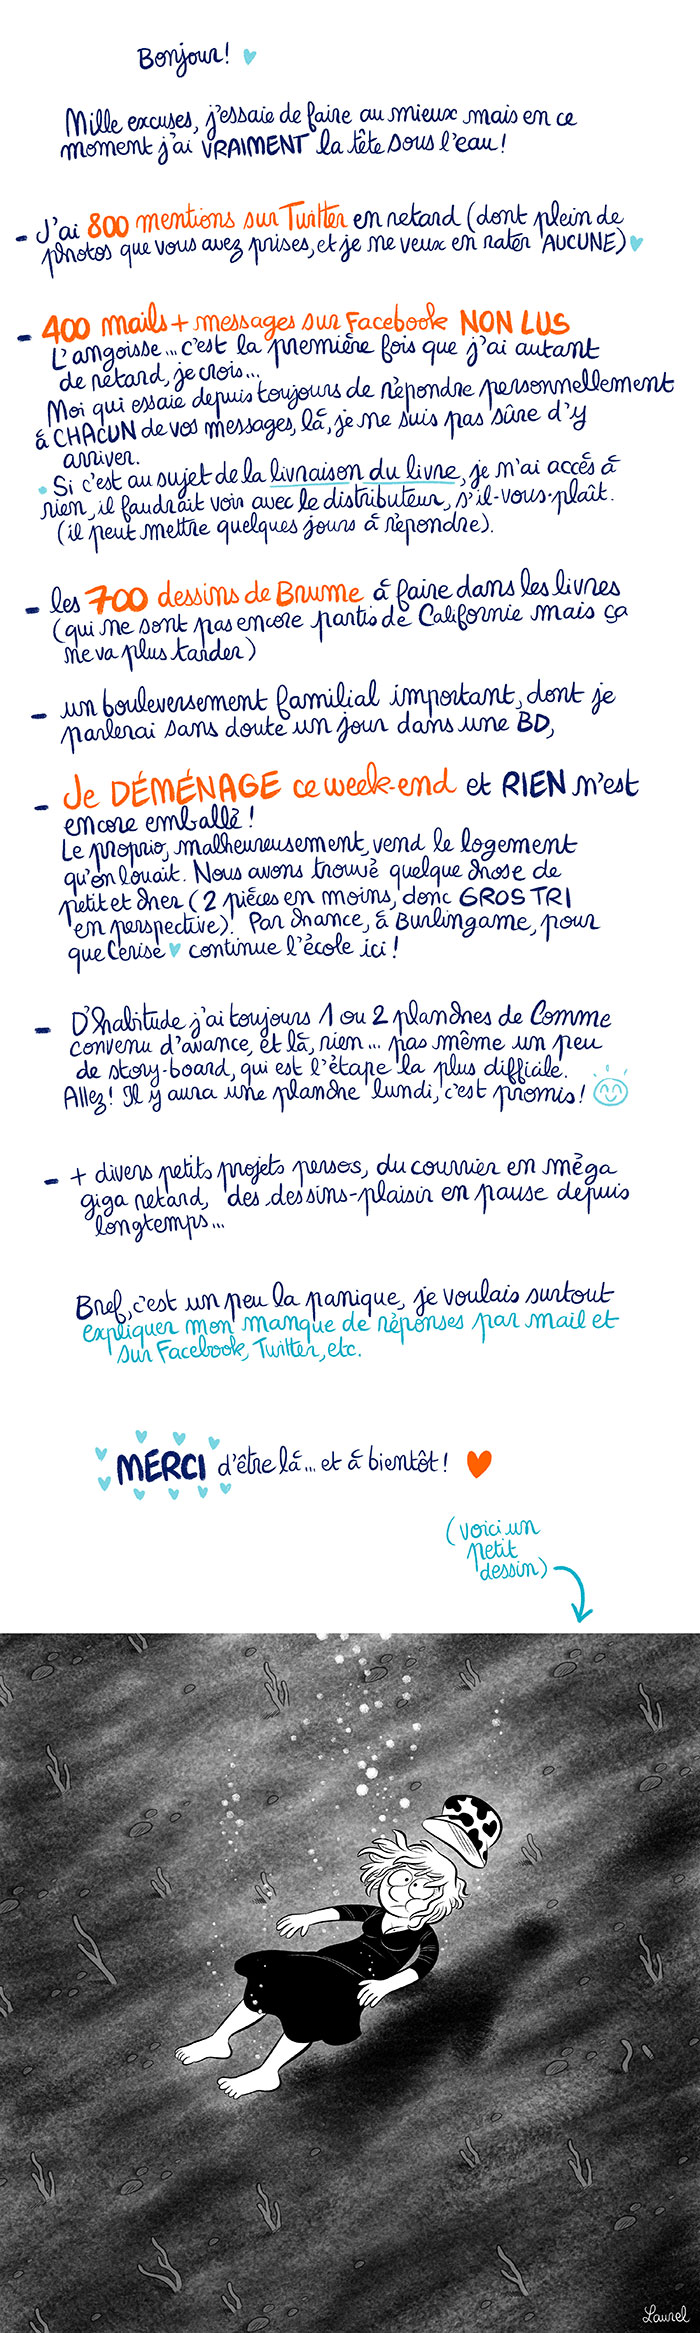 Bonjour!
Mille excuses, j'essaie de faire au mieux mais en ce
moment j'ai VRAIMENT la tête sous l'eau!
- J'ai 800 mentions sur Twitter en retard (dont plein de
photos que vous avez prises, et je ne veux en rater AUCUNE)
- 400 mails + messages sur Facebook NON LUS
L'angoisse... c'est la première fois que j'ai autant
de retard, je crois...
Moi qui essaie depuis toujours de répondre personnellement
à CHACUN de vos messages, là, je ne suis pas sûre d'y
arriver.
• Si c'est au sujet de la livraison du livre, je n'ai accès à
rien, il faudrait voir avec le distributeur, s'il-vous-plaît.
(il peut mettre quelques jours à répondre).
- les 700 dessins de Brume à faire dans les livres
(qui ne sont pas encore partis de Californie mais ça
ne va plus tarder)
- un bouleversement familial important, dont je
parlerai sans doute un jour dans une BD,
- Je DÉMÉNAGE ce week-end et RIEN n'est
encore emballé!
Le proprio, malheureusement, vend le logement
qu'on louait. Nous avons trouvé quelque chose de
petit et cher (2 pièces en moins, donc GROS TRI
en perspective). Par chance, à Burlingame, pour
que Cerise continue l'école ici!
- D'habitude j'ai toujours 1 ou 2 planches de Comme
convenu d'avance, et là, rien... pas même un peu
de story-board, qui est l'étape la plus difficile.
Allez! Il y aura une planche lundi, c'est promis!
- + divers petits projets persos, du courrier en méga
giga retard, des dessins-plaisir en pause depuis
longtemps...
Bref, c'est un peu la panique, je voulais surtout
expliquer mon manque de réponses par mail et
sur Facebook, Twitter, etc.
MERCI d'être là... et à bientôt!
(voici un
petit
dessin)
Laurel